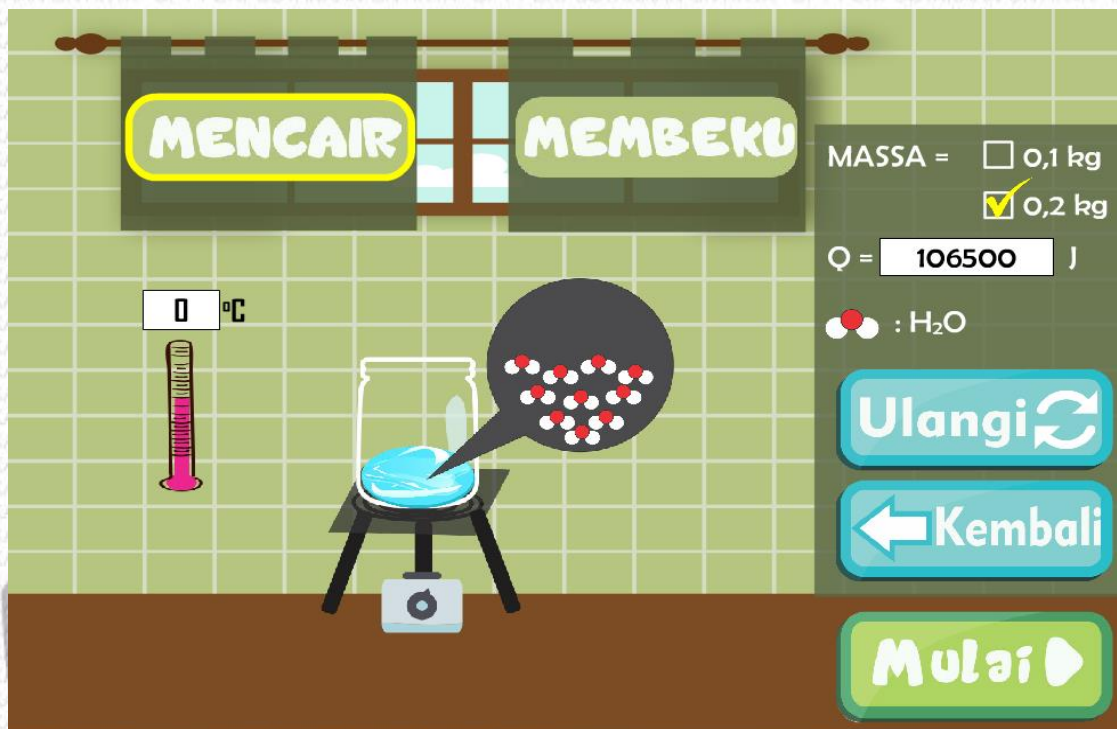 MENCAIR
MEMBEKU
MASSA = 0,1 kg
0,2 kg
Q = 106500 J
: H₂O
0 °C
Ulangi
Kembali
Mulai